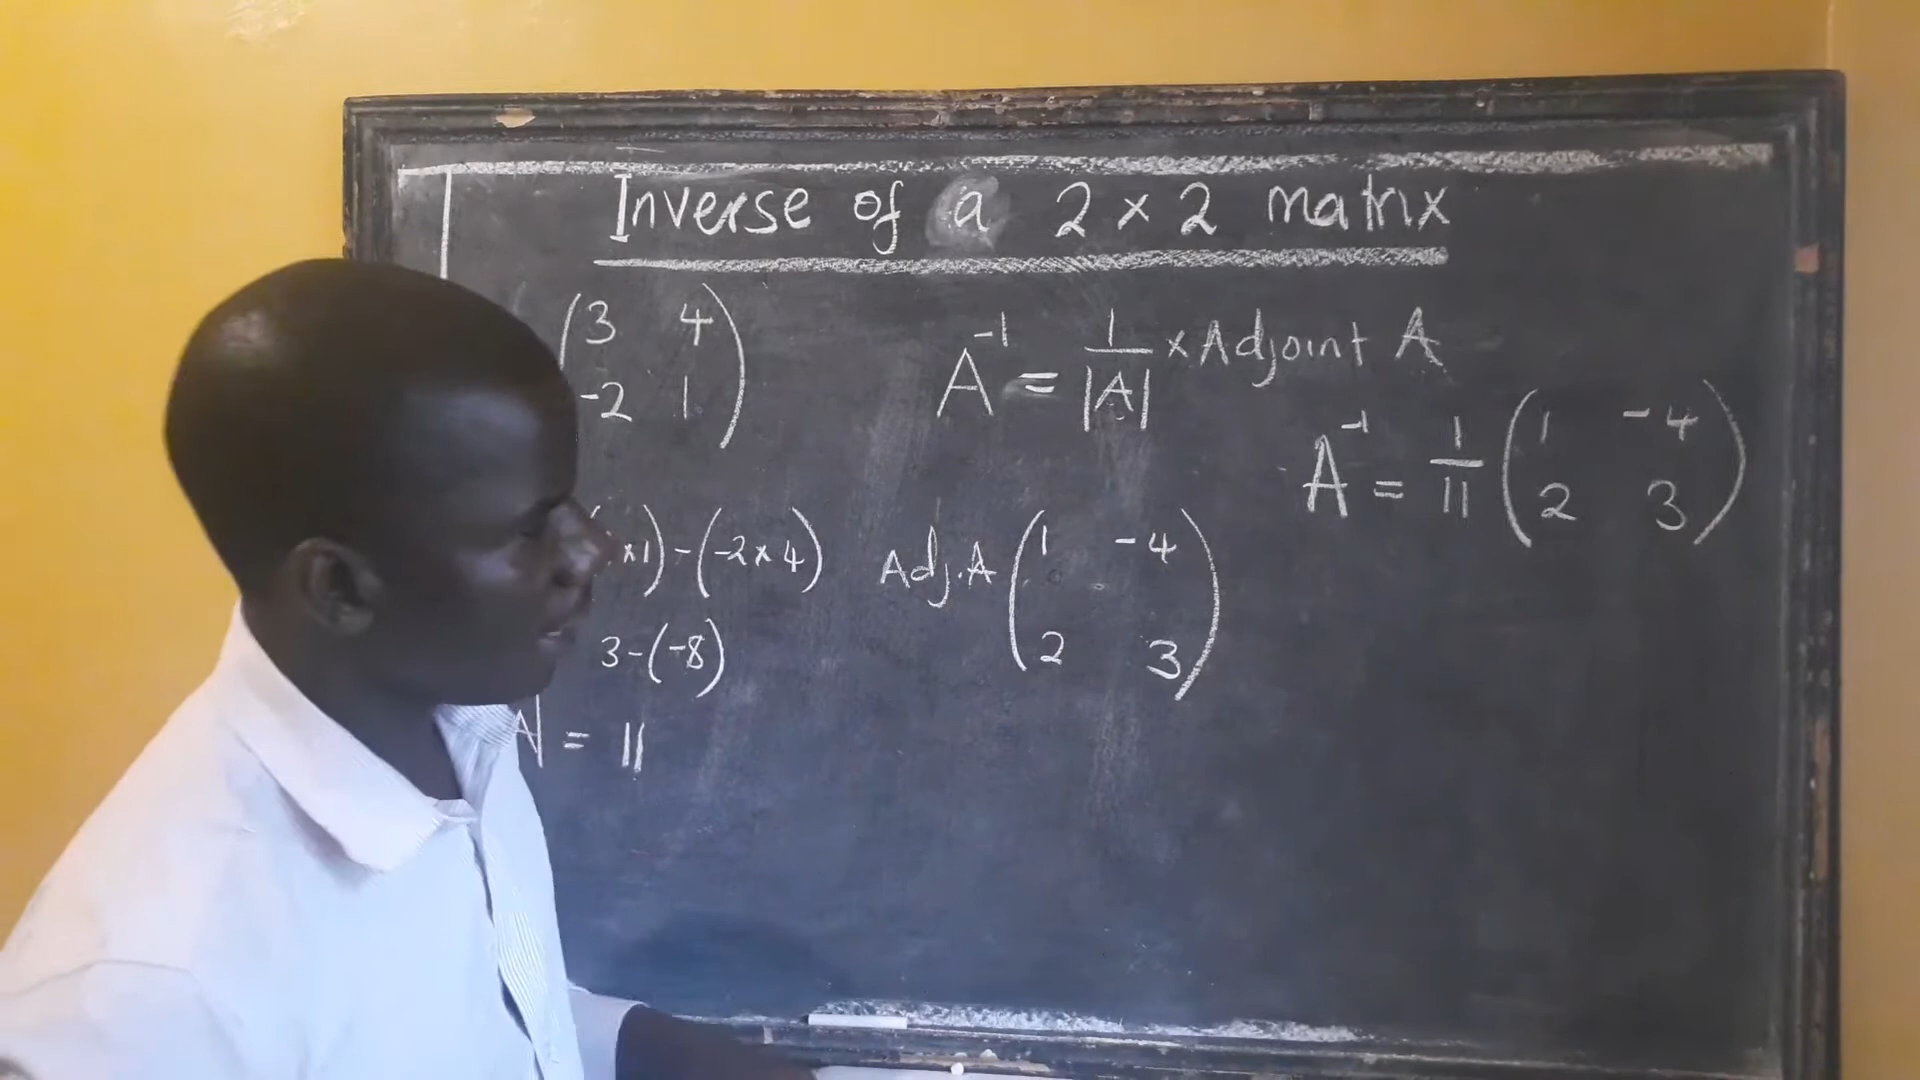 Inverse of a 2 × 2 matrix
(3 4
-2 1)
A⁻¹ = 1/|A| × Adjoint A
A⁻¹ = 1/11 (1 -4
2 3)
×1) - (-2 × 4)
3 - (-8)
A| = 11
Adj. A (1 -4
2 3)